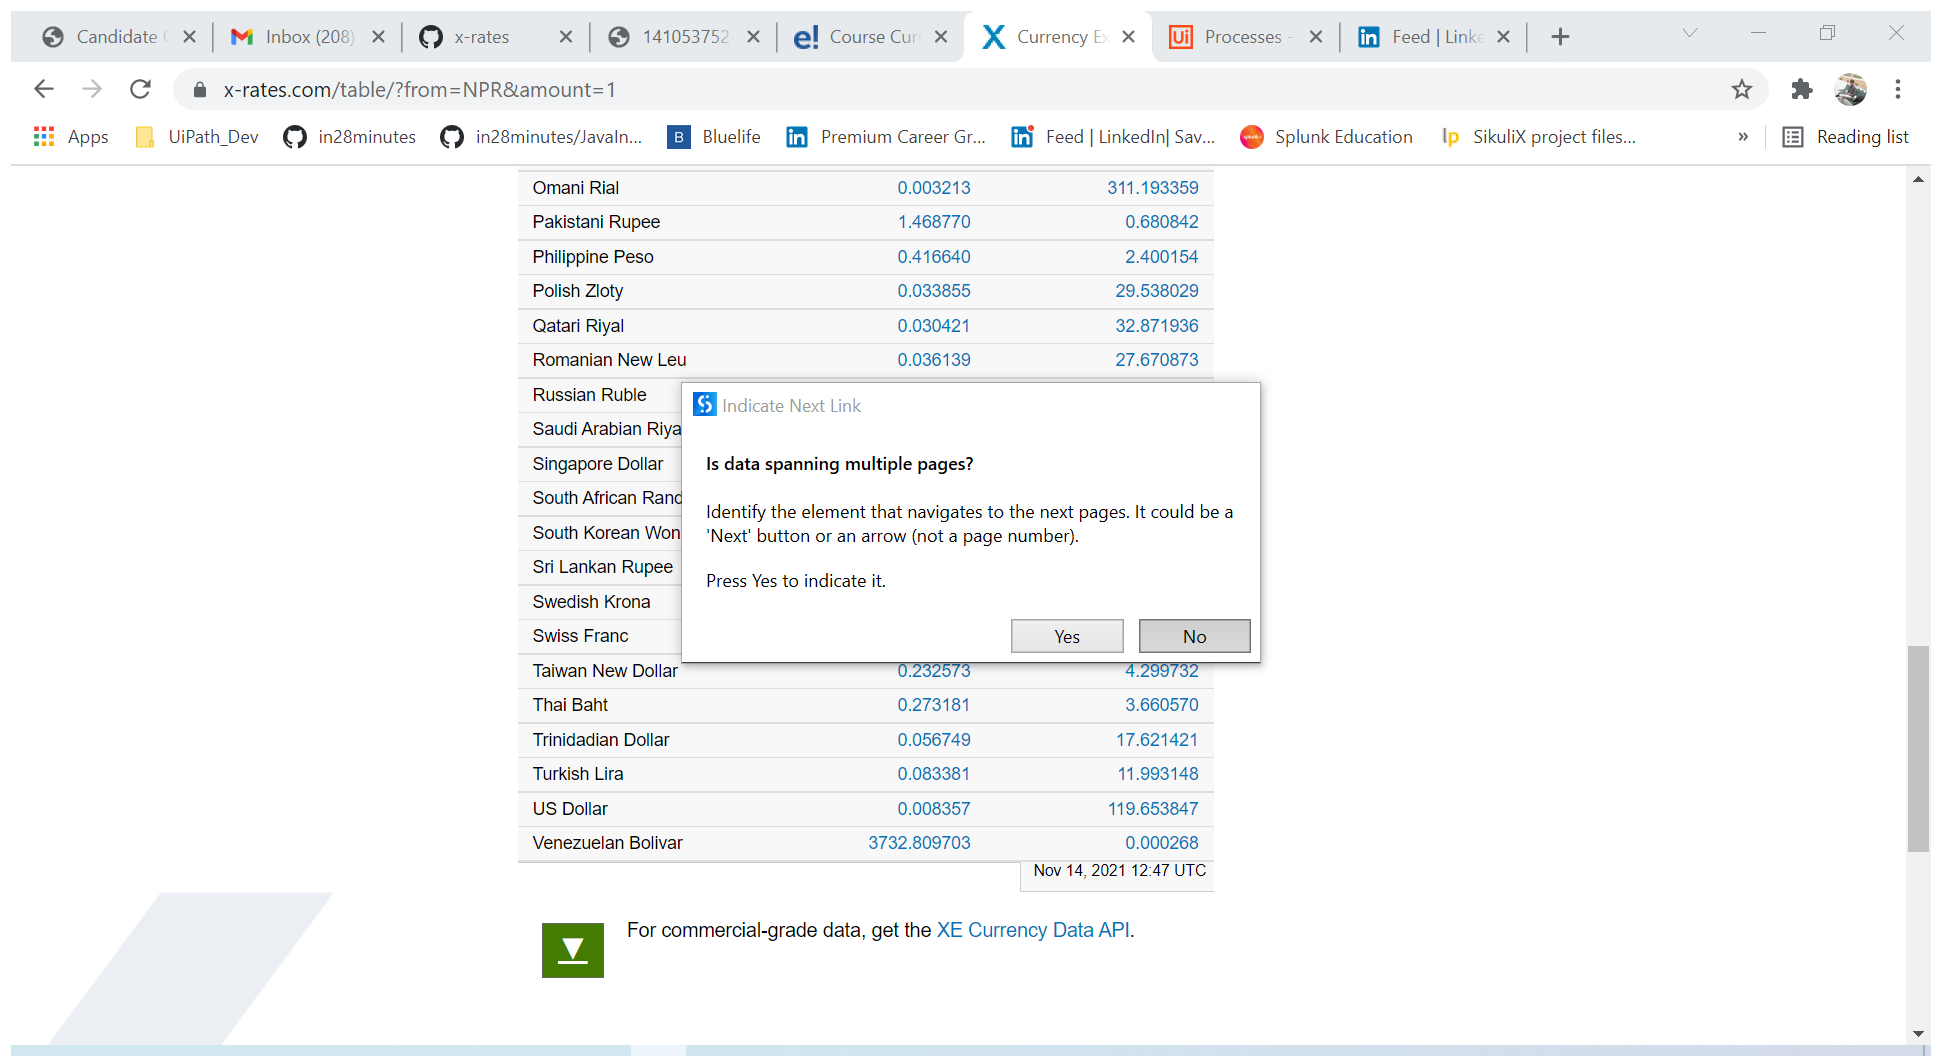 Candidate C
Inbox (208)
x-rates
141053752-
e! Course Curr
Currency Ex
Ui Processes -
in Feed | Linke
x-rates.com/table/?from=NPR&amount=1
Apps
UiPath_Dev
in28minutes
in28minutes/JavaIn...
B Bluelife
in Premium Career Gr...
in Feed | LinkedIn| Sav...
Splunk Education
lp SikuliX project files...
»
Reading list
Omani Rial 0.003213 311.193359
Pakistani Rupee 1.468770 0.680842
Philippine Peso 0.416640 2.400154
Polish Zloty 0.033855 29.538029
Qatari Riyal 0.030421 32.871936
Romanian New Leu 0.036139 27.670873
Russian Ruble
Saudi Arabian Riya
Singapore Dollar
South African Rand
South Korean Won
Sri Lankan Rupee
Swedish Krona
Swiss Franc
Indicate Next Link
Is data spanning multiple pages?
Identify the element that navigates to the next pages. It could be a
'Next' button or an arrow (not a page number).
Press Yes to indicate it.
Yes
No
Taiwan New Dollar 0.232573 4.299732
Thai Baht 0.273181 3.660570
Trinidadian Dollar 0.056749 17.621421
Turkish Lira 0.083381 11.993148
US Dollar 0.008357 119.653847
Venezuelan Bolivar 3732.809703 0.000268
Nov 14, 2021 12:47 UTC
For commercial-grade data, get the XE Currency Data API.